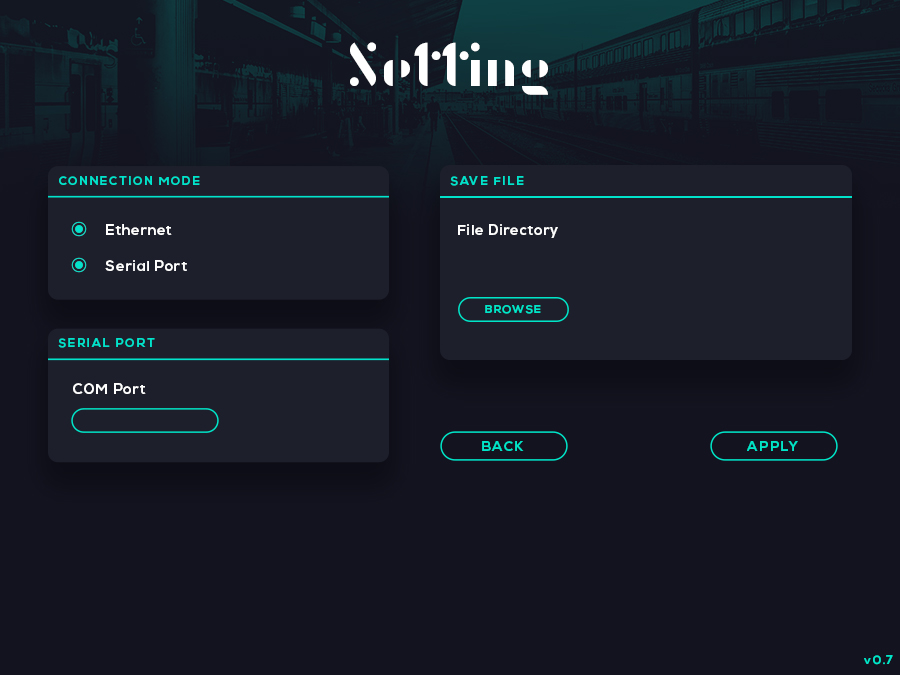 Setting
CONNECTION MODE
Ethernet
Serial Port
SERIAL PORT
COM Port
SAVE FILE
File Directory
BROWSE
BACK
APPLY
v0.7